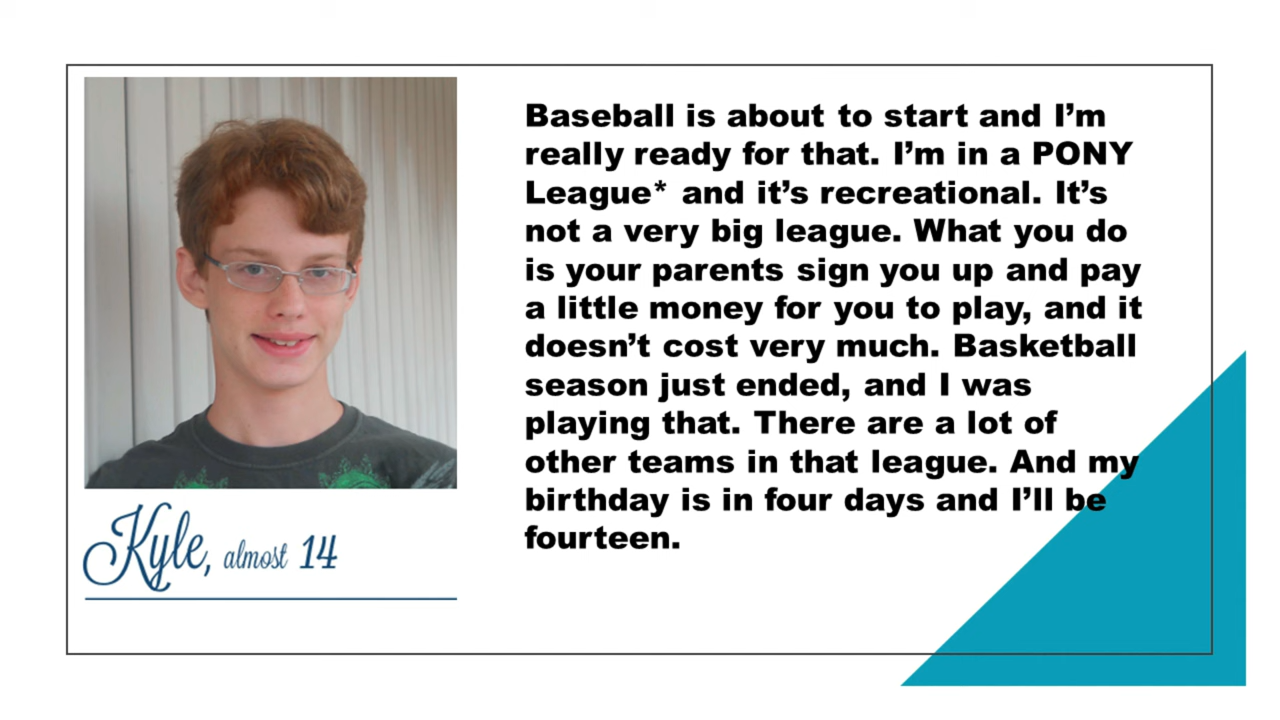 Baseball is about to start and I’m
really ready for that. I’m in a PONY
League* and it’s recreational. It’s
not a very big league. What you do
is your parents sign you up and pay
a little money for you to play, and it
doesn’t cost very much. Basketball
season just ended, and I was
playing that. There are a lot of
other teams in that league. And my
birthday is in four days and I’ll be
fourteen.
Kyle, almost 14